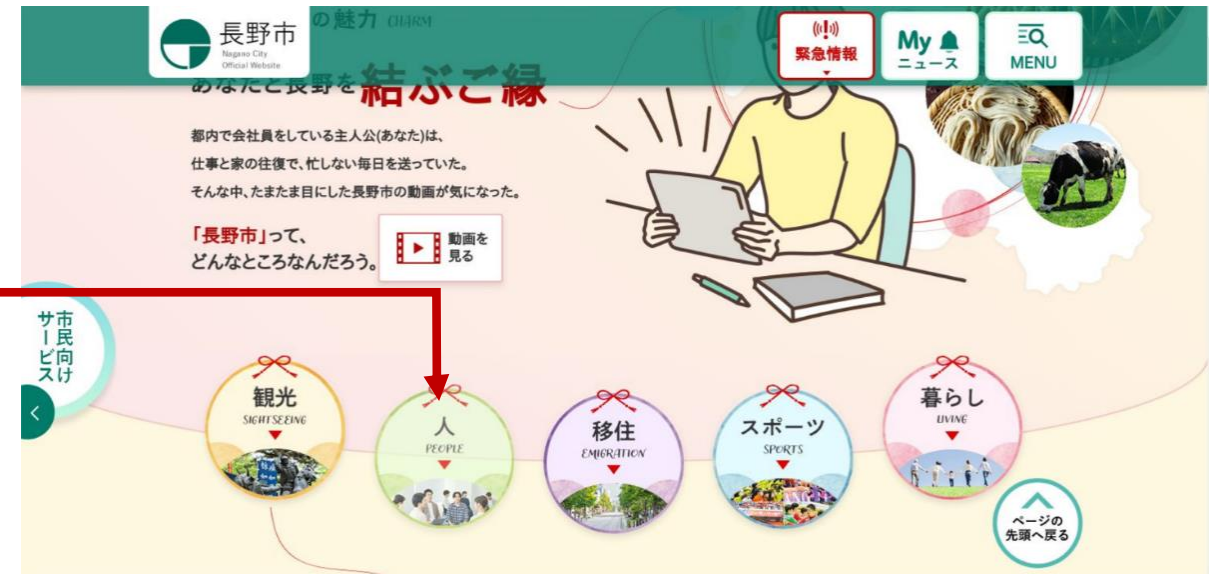 の魅力 CHARM
長野市
Nagano City
Official Website
緊急情報
My
ニュース
MENU
あなたと長野を結ぶご縁
都内で会社員をしている主人公(あなた)は、
仕事と家の往復で、忙しない毎日を送っていた。
そんな中、たまたま目にした長野市の動画が気になった。
「長野市」って、
どんなところなんだろう。
動画を
見る
市民向け
サービス
観光
SIGHTSEEING
人
PEOPLE
移住
EMIGRATION
スポーツ
SPORTS
暮らし
LIVING
ページの
先頭へ戻る